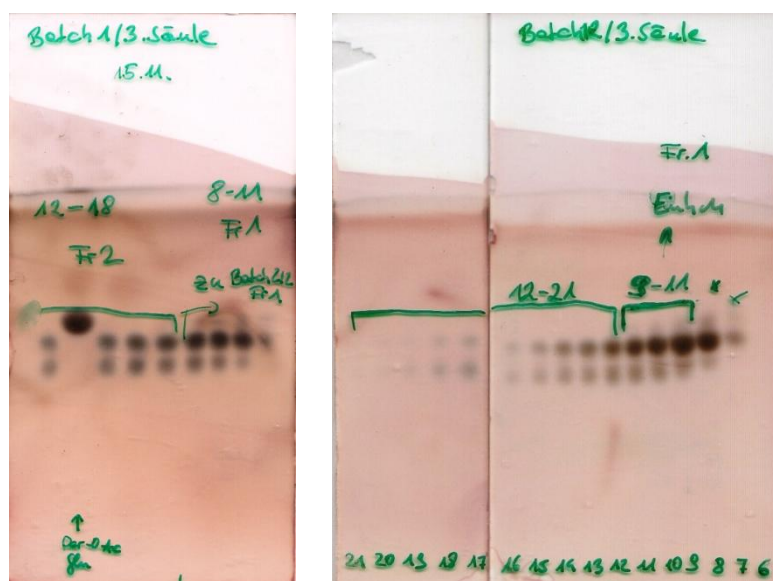 Batch 1/3. Säule
15.11.
8-11
12-18
Fr 1
Fr 2
zu Batch 2/2
Fr 1
Batch 2/3. Säule
Fr. 1
12-21
9-11
*
x
21 20 19 18 17 16 15 14 13 12 11 10 9 8 7 6